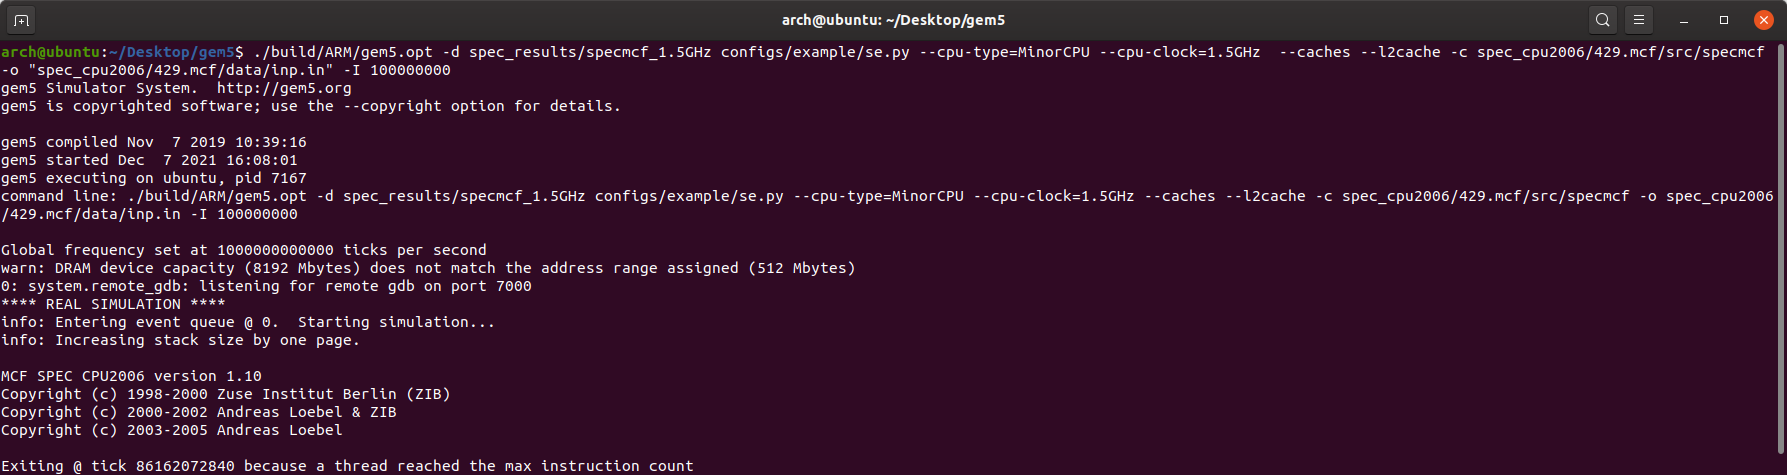 arch@ubuntu: ~/Desktop/gem5
arch@ubuntu:~/Desktop/gem5$ ./build/ARM/gem5.opt -d spec_results/specmcf_1.5GHz configs/example/se.py --cpu-type=MinorCPU --cpu-clock=1.5GHz  --caches --l2cache -c spec_cpu2006/429.mcf/src/specmcf
-o "spec_cpu2006/429.mcf/data/inp.in" -I 100000000
gem5 Simulator System.  http://gem5.org
gem5 is copyrighted software; use the --copyright option for details.
gem5 compiled Nov  7 2019 10:39:16
gem5 started Dec  7 2021 16:08:01
gem5 executing on ubuntu, pid 7167
command line: ./build/ARM/gem5.opt -d spec_results/specmcf_1.5GHz configs/example/se.py --cpu-type=MinorCPU --cpu-clock=1.5GHz --caches --l2cache -c spec_cpu2006/429.mcf/src/specmcf -o spec_cpu2006
/429.mcf/data/inp.in -I 100000000
Global frequency set at 1000000000000 ticks per second
warn: DRAM device capacity (8192 Mbytes) does not match the address range assigned (512 Mbytes)
0: system.remote_gdb: listening for remote gdb on port 7000
**** REAL SIMULATION ****
info: Entering event queue @ 0.  Starting simulation...
info: Increasing stack size by one page.
MCF SPEC CPU2006 version 1.10
Copyright (c) 1998-2000 Zuse Institut Berlin (ZIB)
Copyright (c) 2000-2002 Andreas Loebel & ZIB
Copyright (c) 2003-2005 Andreas Loebel
Exiting @ tick 86162072840 because a thread reached the max instruction count